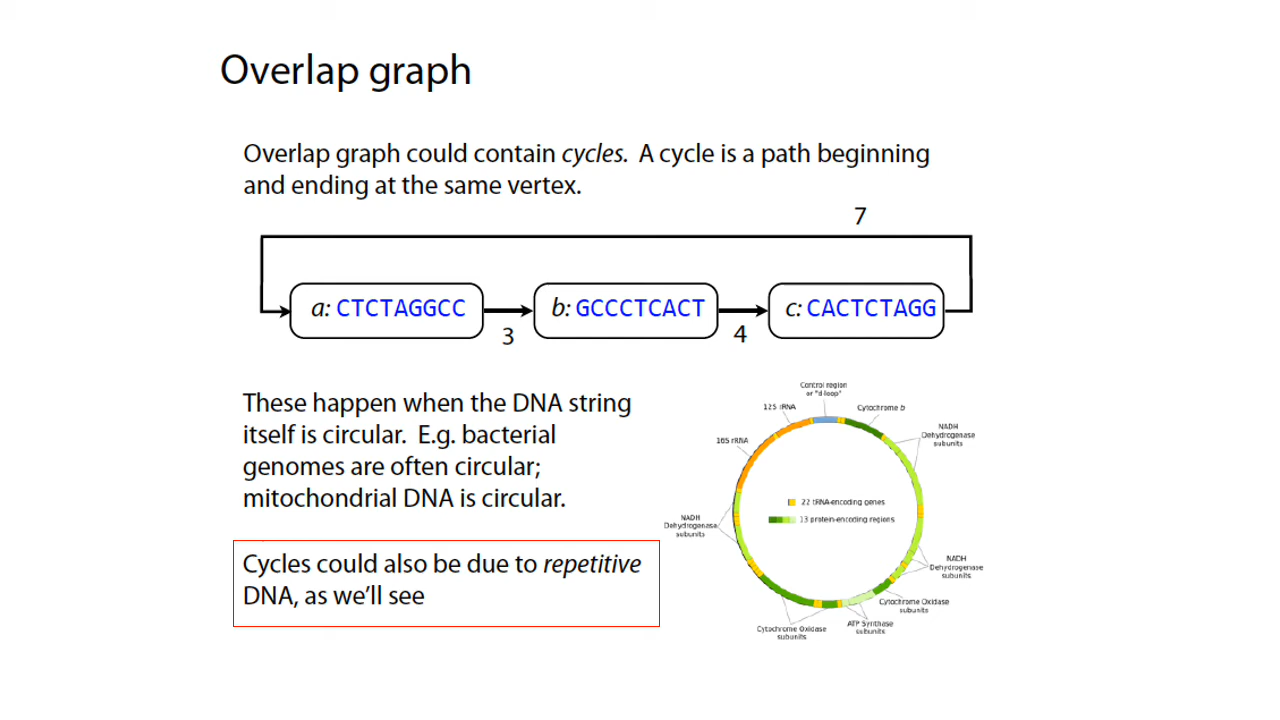 Overlap graph
Overlap graph could contain cycles. A cycle is a path beginning
and ending at the same vertex.
7
a: CTCTAGGCC
b: GCCCTCACT
c: CACTCTAGG
3
4
These happen when the DNA string
itself is circular. E.g. bacterial
genomes are often circular;
mitochondrial DNA is circular.
Cycles could also be due to repetitive
DNA, as we'll see
Control region
or "d-loop"
12S rRNA
Cytochrome b
16S rRNA
NADH
Dehydrogenase
subunits
22 tRNA-encoding genes
13 protein-encoding regions
NADH
Dehydrogenase
subunits
NADH
Dehydrogenase
subunits
Cytochrome Oxidase
subunits
ATP Synthase
subunits
Cytochrome Oxidase
subunits